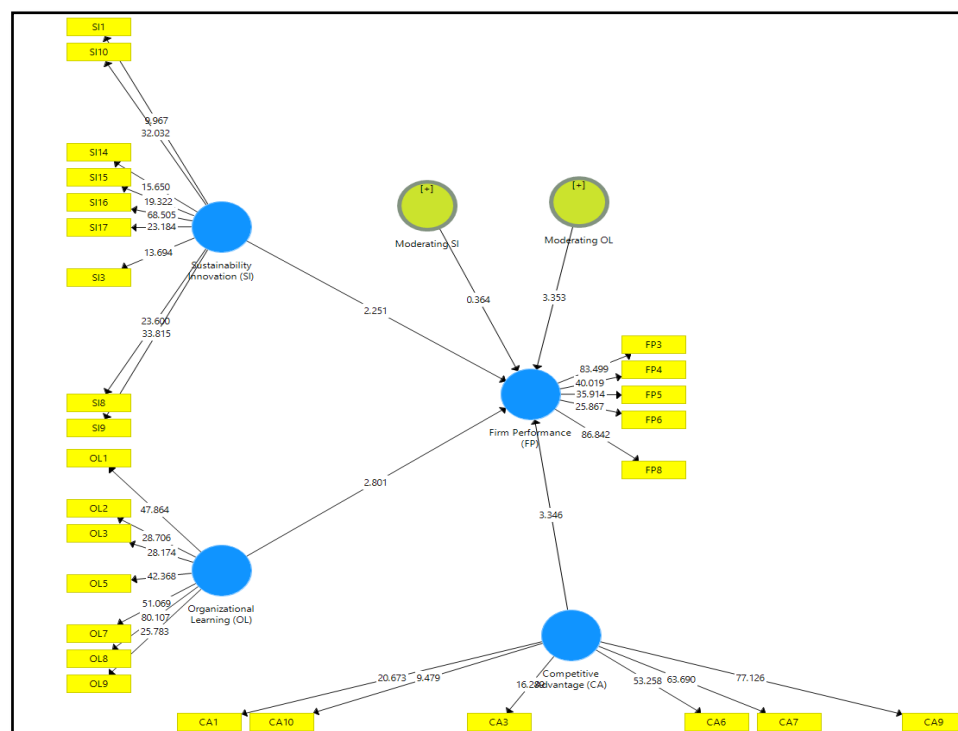 SI1
SI10
9.967
32.032
SI14
SI15
SI16
SI17
SI3
15.650
19.322
68.505
23.184
13.694
Sustainability
Innovation (SI)
23.600
33.815
SI8
SI9
[+]
Moderating SI
[+]
Moderating OL
2.251
0.364
3.353
FP3
FP4
FP5
FP6
FP8
83.499
40.019
35.914
25.867
86.842
Firm Performance
(FP)
OL1
OL2
OL3
OL5
OL7
OL8
OL9
47.864
28.706
28.174
42.368
51.069
80.107
25.783
Organizational
Learning (OL)
2.801
3.346
Competitive
Advantage (CA)
20.673
9.479
53.258
63.690
77.126
CA1
CA10
CA3
CA6
CA7
CA9